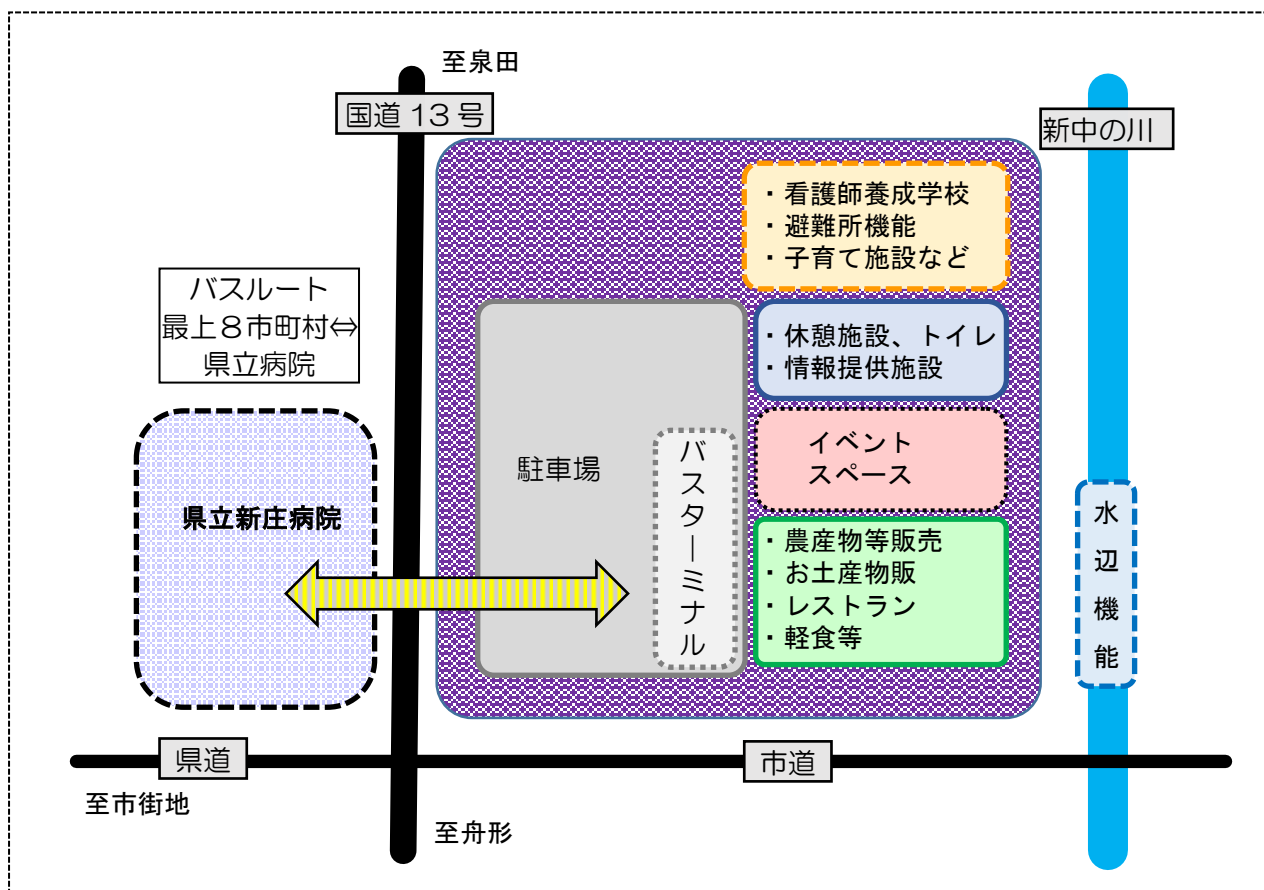 至泉田
国道 13 号
新中の川
・看護師養成学校
・避難所機能
・子育て施設など
バスルート
最上８市町村⇔
県立病院
・休憩施設、トイレ
・情報提供施設
イベント
スペース
駐車場
バスターミナル
県立新庄病院
・農産物等販売
・お土産物販
・レストラン
・軽食等
水辺機能
県道
市道
至市街地
至舟形